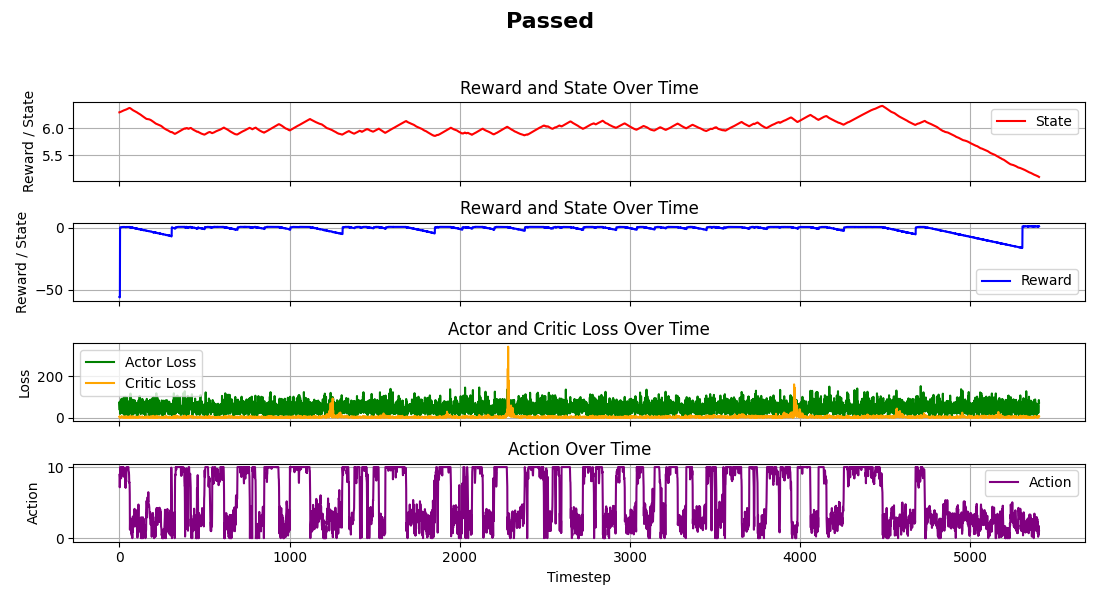 Passed
Reward and State Over Time
Reward / State
6.0
5.5
State
Reward and State Over Time
Reward / State
0
−50
Reward
Actor and Critic Loss Over Time
Loss
200
0
Actor Loss
Critic Loss
Action Over Time
Action
10
0
Action
0 1000 2000 3000 4000 5000
Timestep